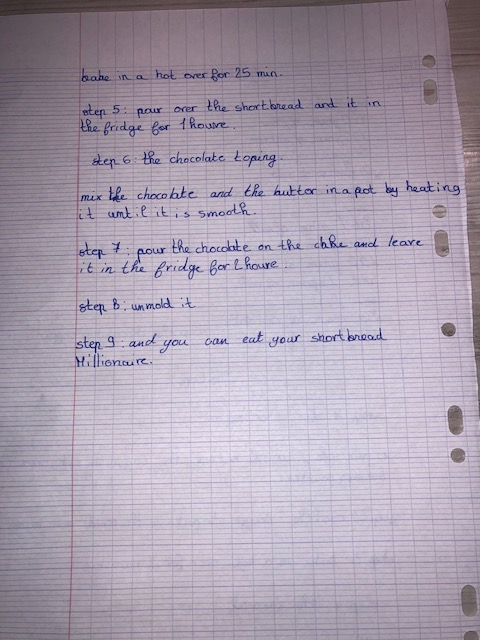 bake in a hot over for 25 min.
step 5: pour over the shortbread and it in
the fridge for 1 houre.
step 6: the chocolate toping.
mix the chocolate and the butter in a pot by heating
it until it is smooth.
step 7: pour the chocolate on the cake and leave
it in the fridge for 2 houre.
step 8: unmold it
step 9: and you can eat your shortbread
Millionaire.